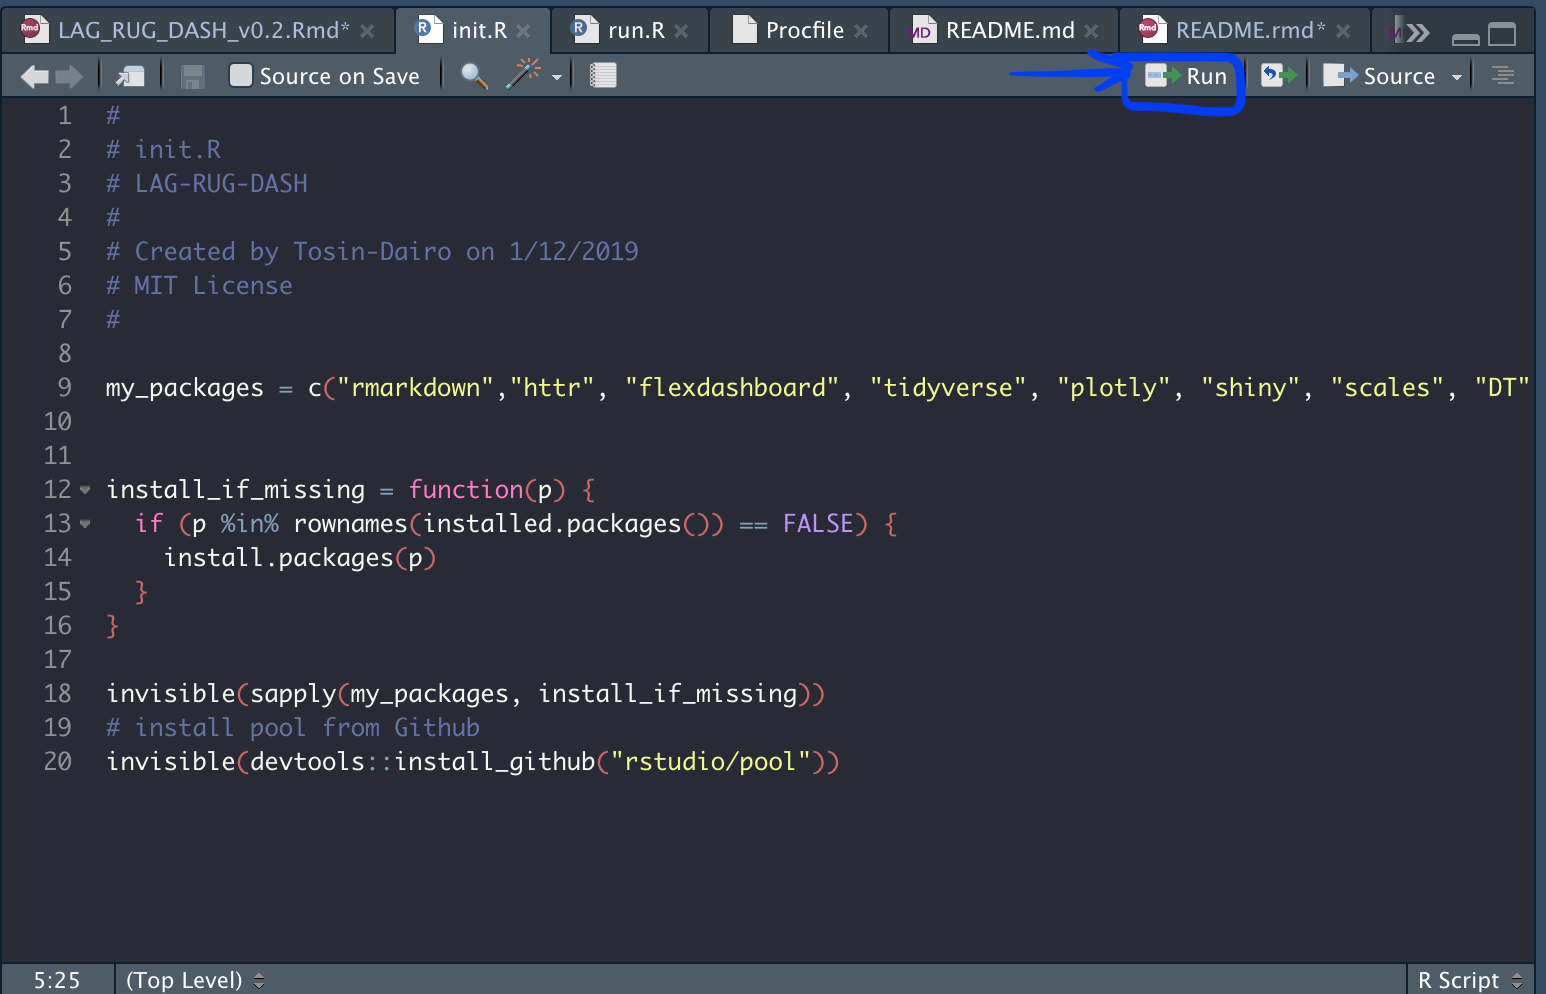 LAG_RUG_DASH_v0.2.Rmd* init.R run.R Procfile README.md README.rmd*
Source on Save Run Source
1 #
2 # init.R
3 # LAG-RUG-DASH
4 #
5 # Created by Tosin-Dairo on 1/12/2019
6 # MIT License
7 #
8
9 my_packages = c("rmarkdown","httr", "flexdashboard", "tidyverse", "plotly", "shiny", "scales", "DT"
10
11
12 install_if_missing = function(p) {
13 if (p %in% rownames(installed.packages()) == FALSE) {
14 install.packages(p)
15 }
16 }
17
18 invisible(sapply(my_packages, install_if_missing))
19 # install pool from Github
20 invisible(devtools::install_github("rstudio/pool"))
5:25 (Top Level) R Script